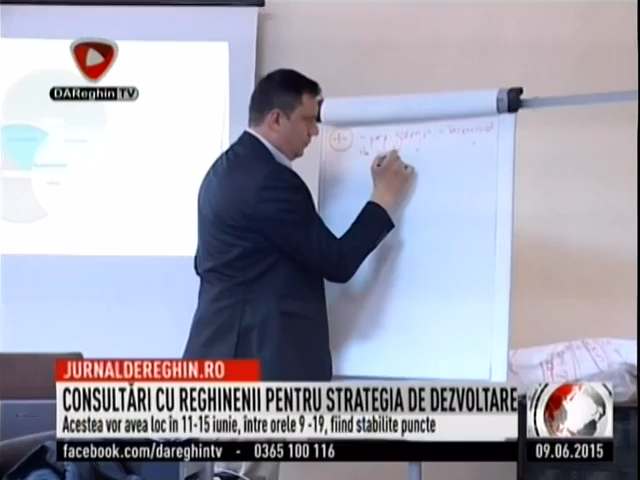 DAReghin TV
JURNALDEREGHIN.RO
CONSULTĂRI CU REGHINENII PENTRU STRATEGIA DE DEZVOLTARE
Acestea vor avea loc în 11-15 iunie, între orele 9 -19, fiind stabilite puncte
facebook.com/dareghintv - 0365 100 116
09.06.2015